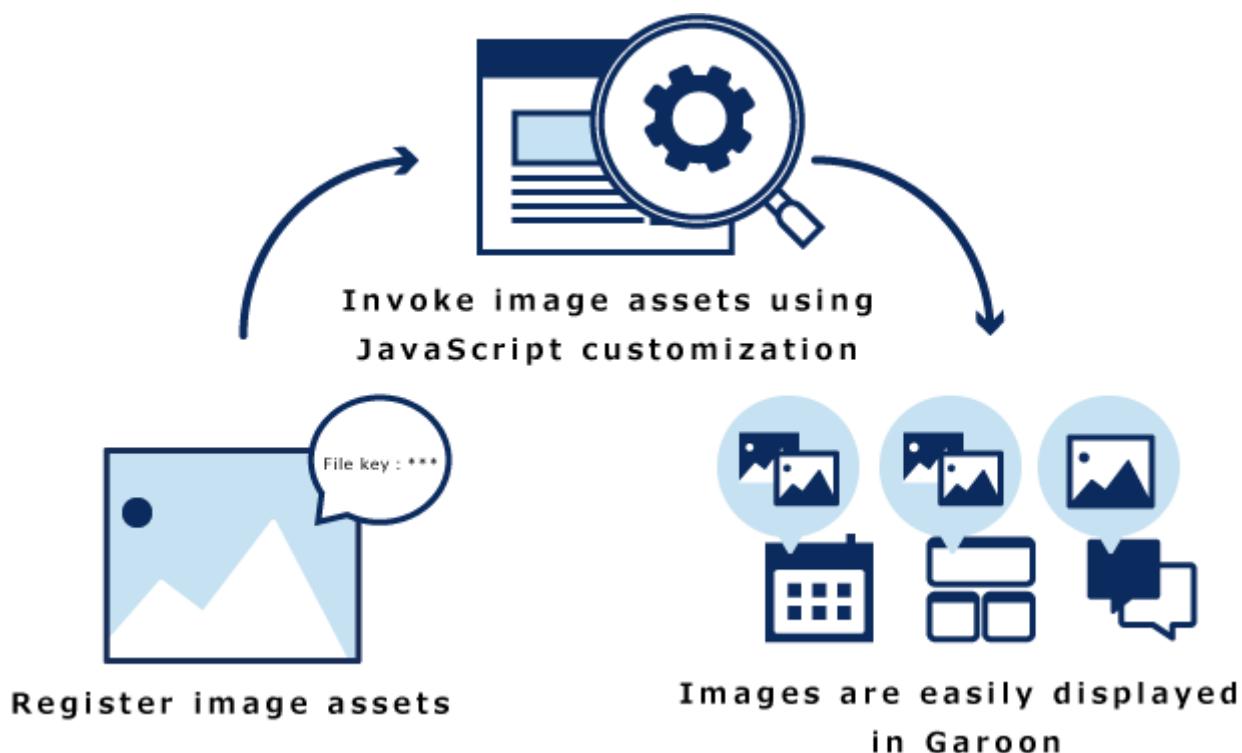 Invoke image assets using
JavaScript customization
File key : ***
Register image assets
Images are easily displayed
in Garoon